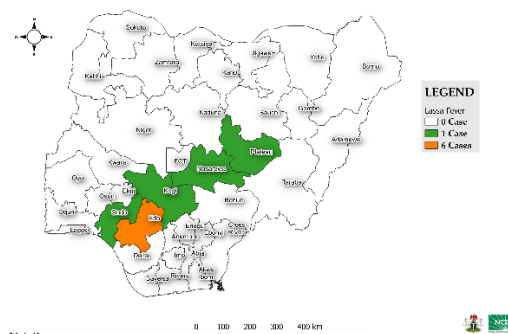 Sokoto
Katsina
Jigawa
Yobe
Borno
Zamfara
Kano
Kebbi
Kaduna
Bauchi
Gombe
Adamawa
Niger
Plateau
FCT
Nasarawa
Kwara
Taraba
Oyo
Ekiti
Kogi
Osun
Benue
Ogun
Ondo
Edo
Lagos
Enugu
Anambra
Ebonyi
Cross
River
Delta
Imo
Abia
Bayelsa
Rivers
Akwa
Ibom
LEGEND
Lassa Fever
0 Case
1 Case
6 Cases
0 100 200 300 400 km